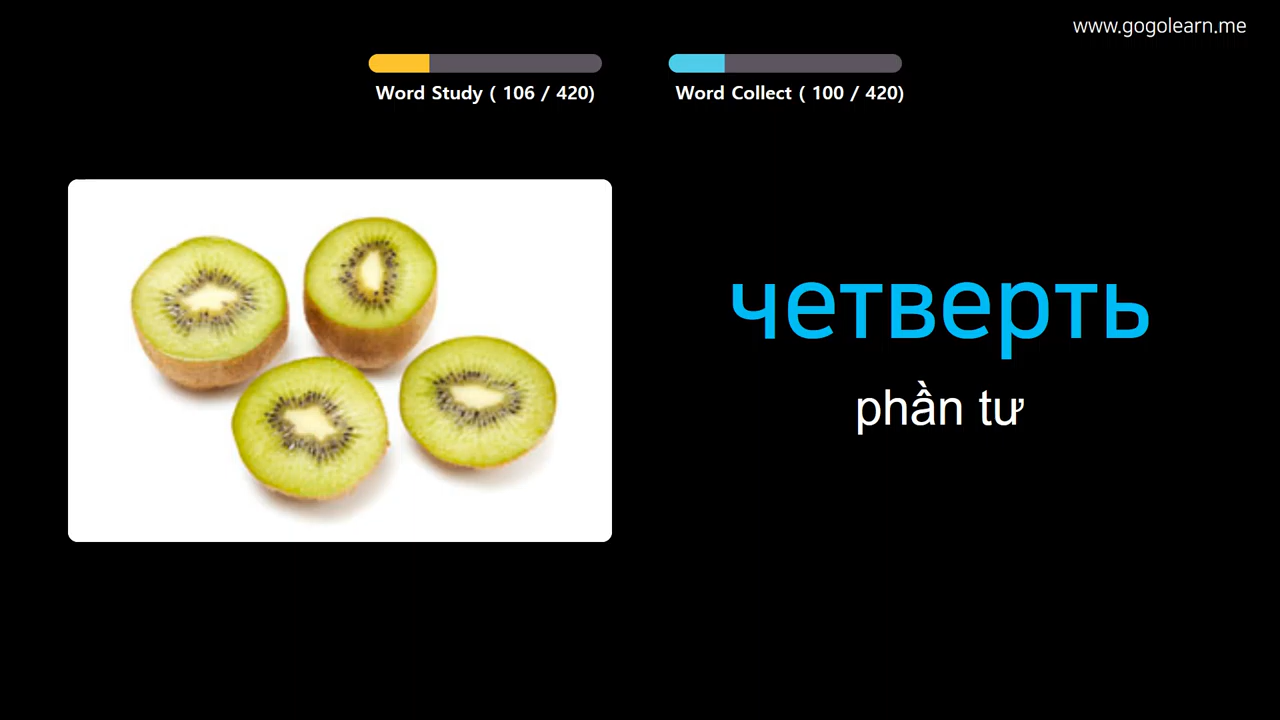 www.gogolearn.me
Word Study ( 106 / 420)
Word Collect ( 100 / 420)
четверть
phần tư